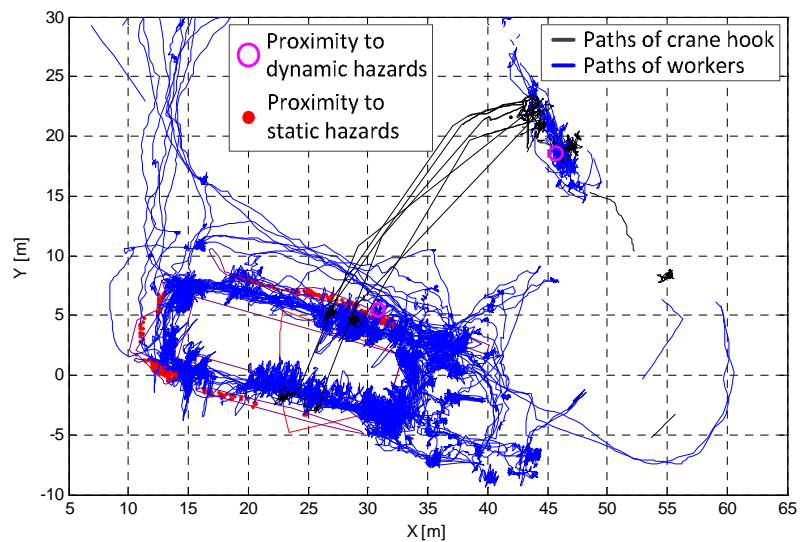 30
25
20
15
10
5
0
-5
-10
Y [m]
Proximity to
dynamic hazards
Proximity to
static hazards
Paths of crane hook
Paths of workers
5
10
15
20
25
30
35
40
45
50
55
60
65
X [m]